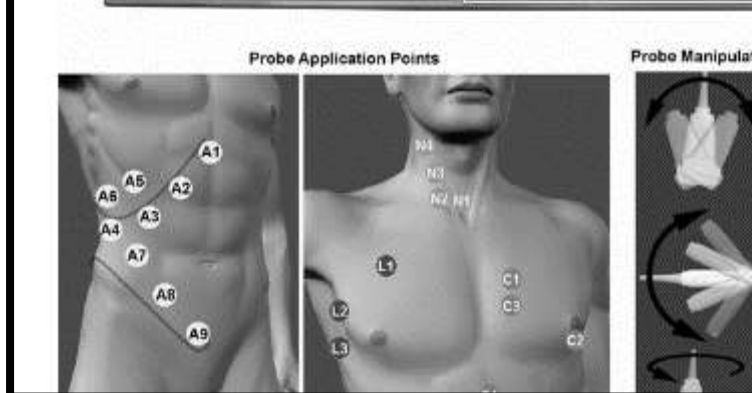 Probe Application Points
Probe Manipulat
A1
A5
A2
A6
A3
A4
A7
A8
A9
N4
N3
N2
N1
L1
L2
L3
C1
C3
C2